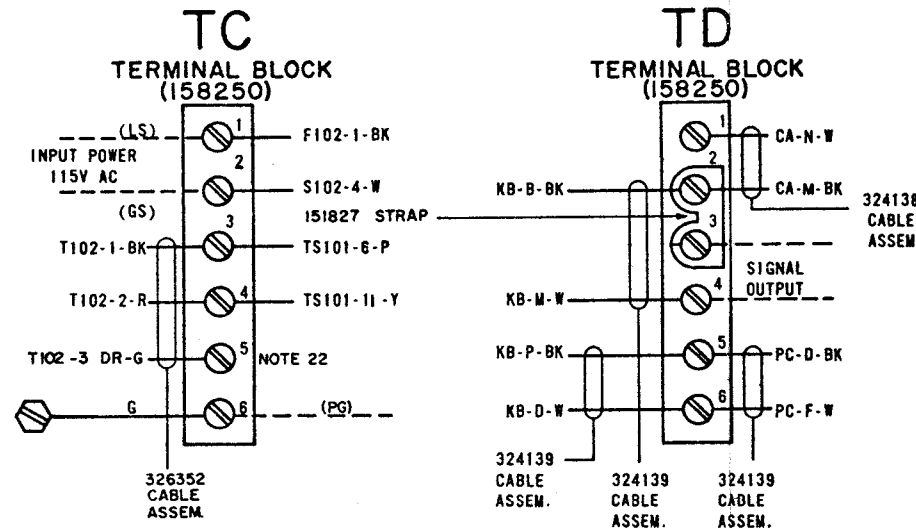 TC
TERMINAL BLOCK
(158250)
(LS)
1
F102-1-BK
INPUT POWER
115V AC
2
S102-4-W
(GS)
3
T102-1-BK
TS101-6-P
T102-2-R
4
TS101-11-Y
T102-3 DR-G
5
NOTE 22
G
6
(PG)
326352
CABLE
ASSEM.
TD
TERMINAL BLOCK
(158250)
1
CA-N-W
2
KB-B-BK
CA-M-BK
324138
CABLE
ASSEM
151827 STRAP
3
SIGNAL
OUTPUT
KB-M-W
4
KB-P-BK
5
PC-D-BK
KB-D-W
6
PC-F-W
324139
CABLE
ASSEM.
324139
CABLE
ASSEM.
324139
CABLE
ASSEM.